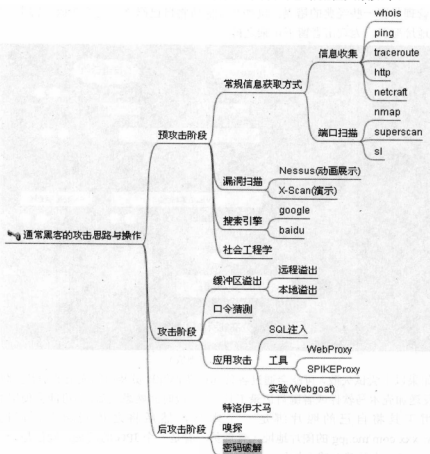 通常黑客的攻击思路与操作
预攻击阶段
常规信息获取方式
信息收集
whois
ping
traceroute
http
netcraft
端口扫描
nmap
superscan
sl
漏洞扫描
Nessus(动画展示)
X-Scan(演示)
搜索引擎
google
baidu
社会工程学
攻击阶段
缓冲区溢出
远程溢出
本地溢出
口令猜测
应用攻击
SQL注入
工具
WebProxy
SPIKEProxy
实验(Webgoat)
后攻击阶段
特洛伊木马
嗅探
密码破解